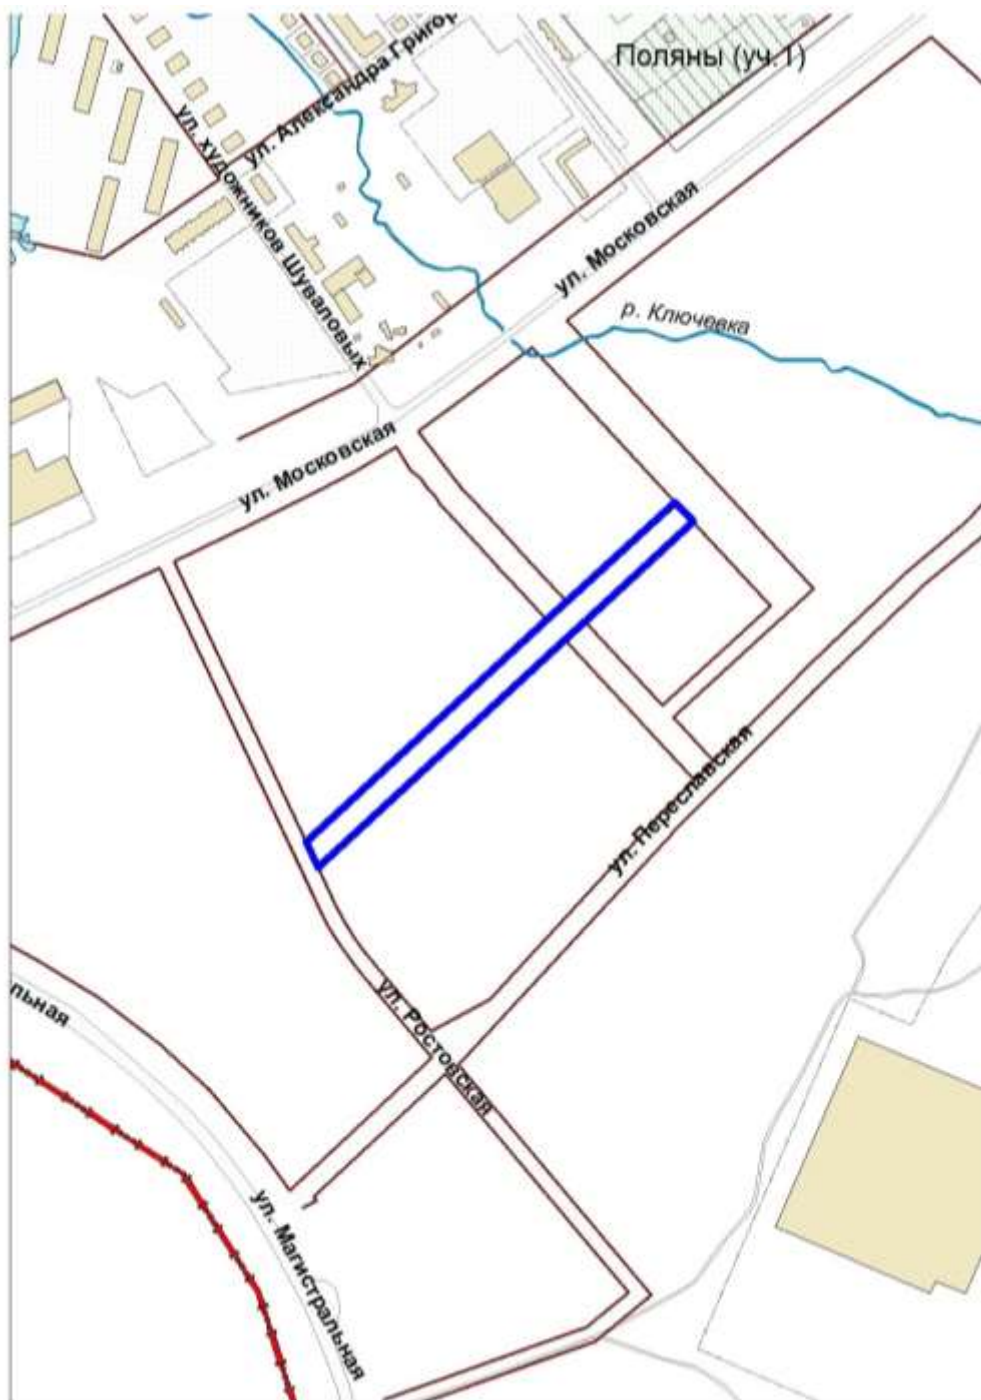 Поляны (уч.1)
ул. Александра Григор
ул. художников Шуваловых
ул. Московская
р. Ключевка
ул. Московская
ул. Переславская
ул. Ростовская
льная
ул. Магистральная